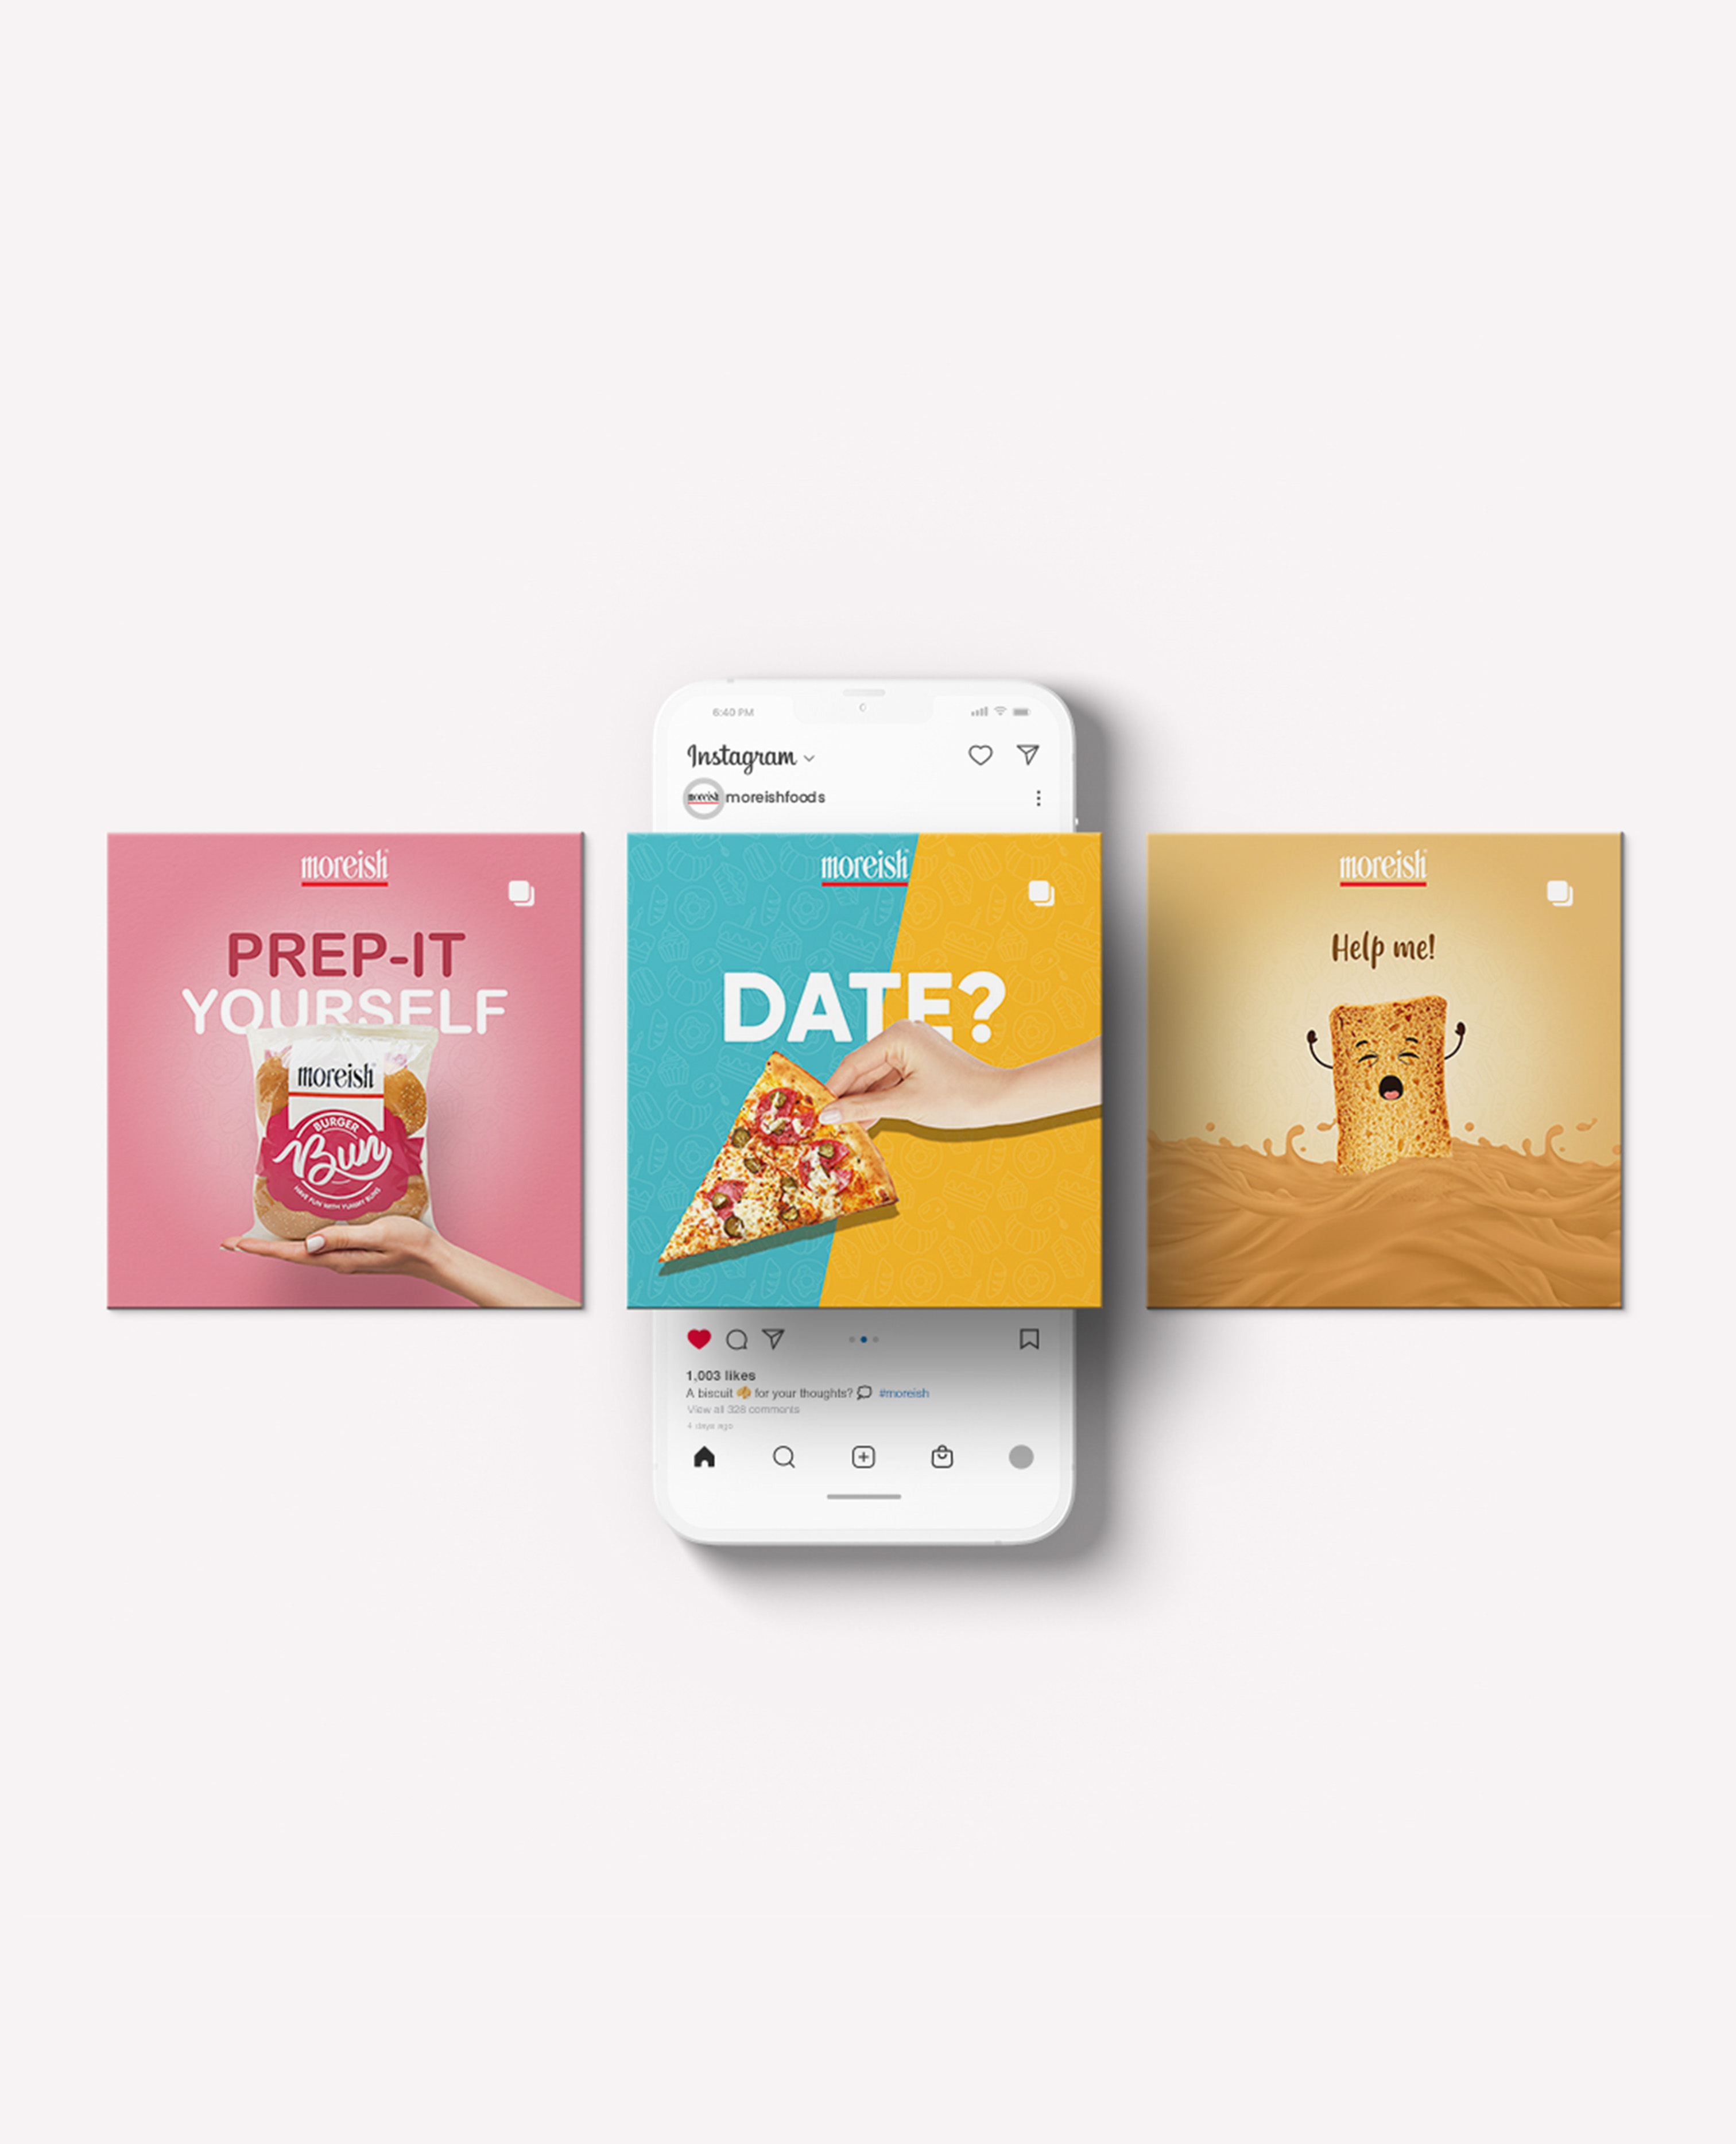 6:40 PM
Instagram
moreish
moreishfoods
moreish
PREP-IT
YOURSELF
moreish
BURGER
Bun
HAVE FUN WITH YUMMY BUNS
moreish
DATE?
moreish
Help me!
1,003 likes
A biscuit for your thoughts? #moreish
View all 328 comments
4 days ago